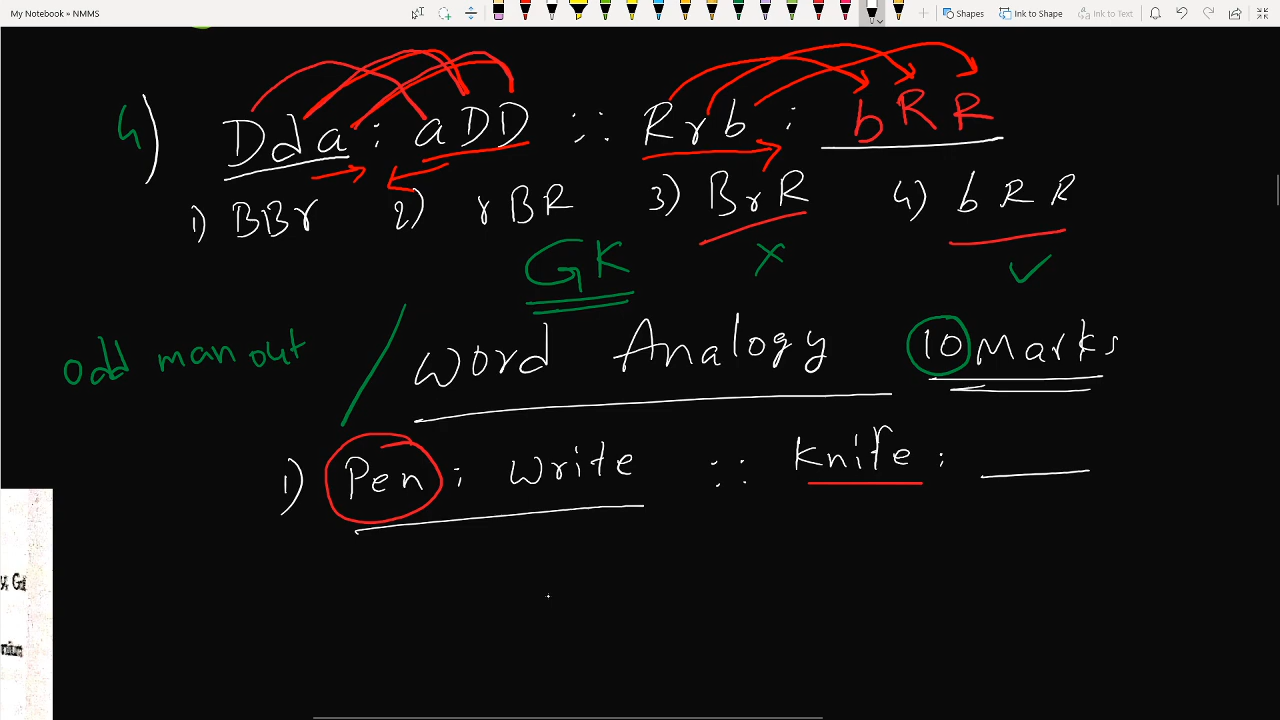 My Notebook » NMMS
Shapes Ink to Shape Ink to Text
4) Dda : aDD :: Rrb : bRR
1) BBr 2) rBR 3) BrR 4) bRR
GK
odd man out / Word Analogy 10 Marks
1) Pen : Write :: Knife :